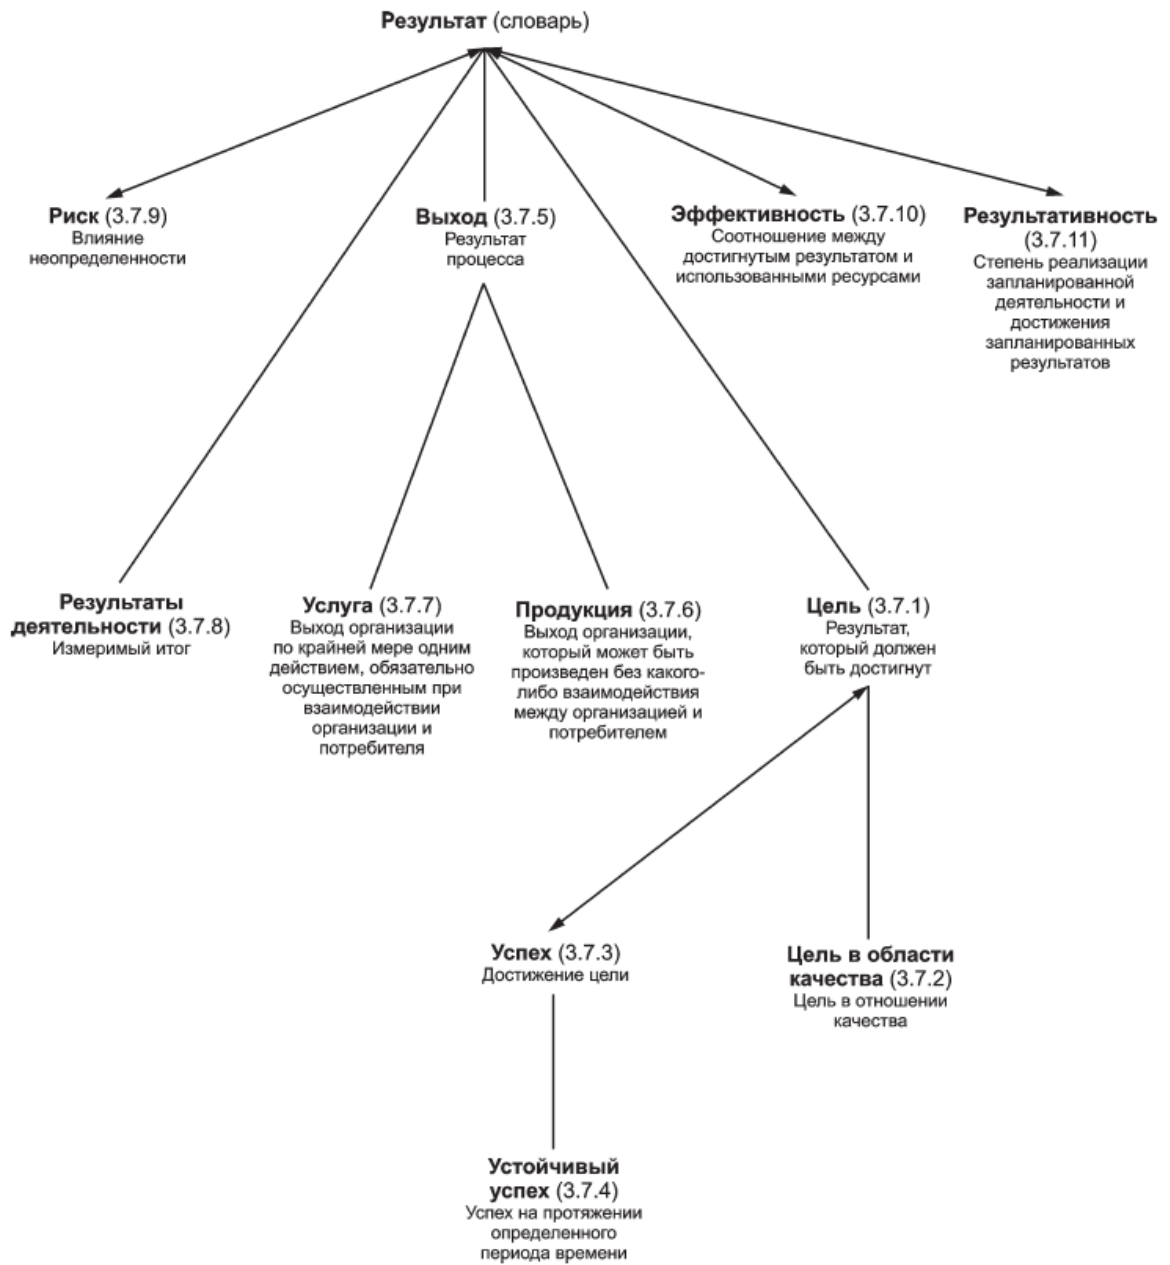 Результат (словарь)
Риск (3.7.9)
Влияние
неопределенности
Выход (3.7.5)
Результат
процесса
Эффективность (3.7.10)
Соотношение между
достигнутым результатом и
использованными ресурсами
Результативность
(3.7.11)
Степень реализации
запланированной
деятельности и
достижения
запланированных
результатов
Результаты
деятельности (3.7.8)
Измеримый итог
Услуга (3.7.7)
Выход организации
по крайней мере одним
действием, обязательно
осуществленным при
взаимодействии
организации и
потребителя
Продукция (3.7.6)
Выход организации,
который может быть
произведен без какого-
либо взаимодействия
между организацией и
потребителем
Цель (3.7.1)
Результат,
который должен
быть достигнут
Успех (3.7.3)
Достижение цели
Цель в области
качества (3.7.2)
Цель в отношении
качества
Устойчивый
успех (3.7.4)
Успех на протяжении
определенного
периода времени